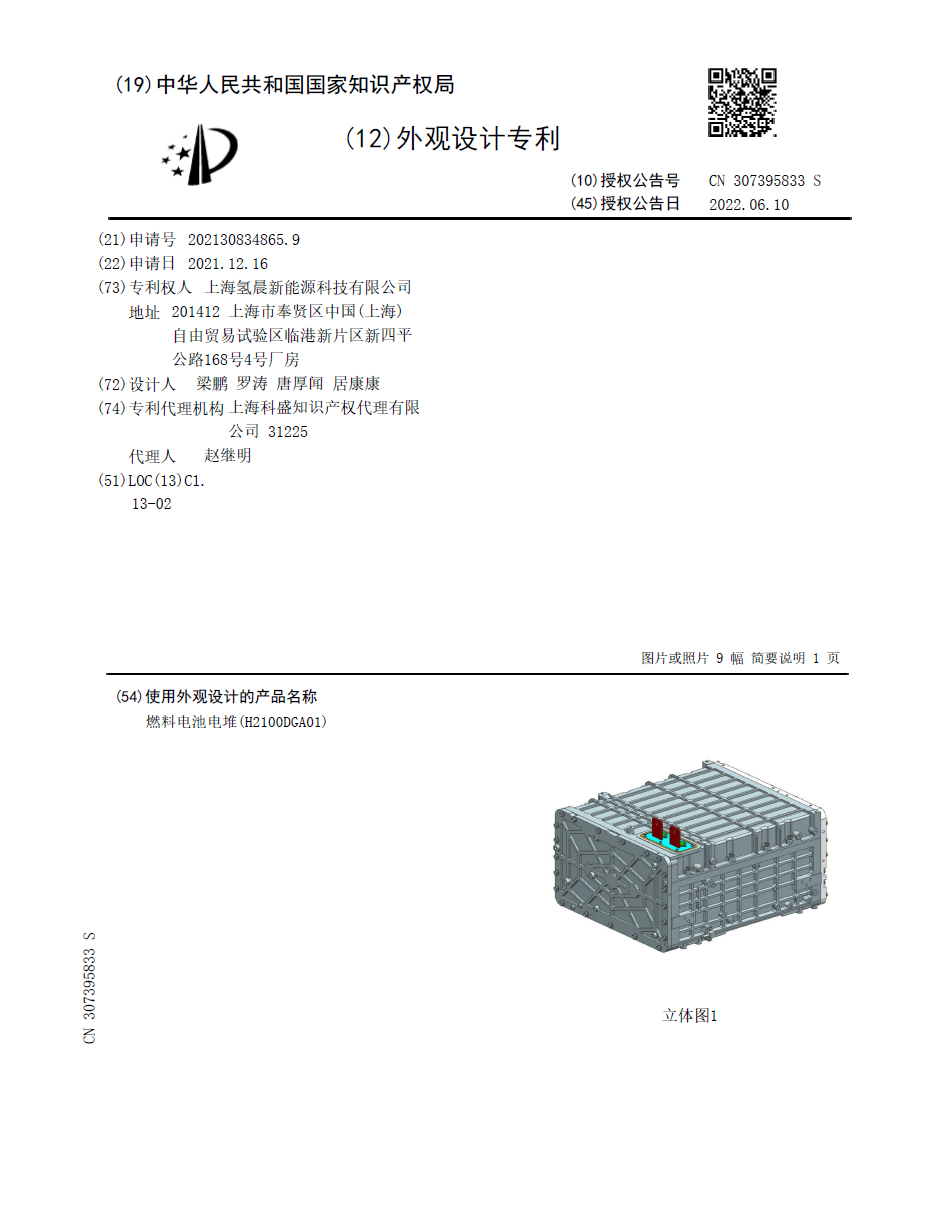 (19)中华人民共和国国家知识产权局
(12)外观设计专利
(10)授权公告号 CN 307395833 S
(45)授权公告日 2022.06.10
(21)申请号 202130834865.9
(22)申请日 2021.12.16
(73)专利权人 上海氢晨新能源科技有限公司
地址 201412 上海市奉贤区中国(上海)
自由贸易试验区临港新片区新四平
公路168号4号厂房
(72)设计人 梁鹏 罗涛 唐厚闻 居康康
(74)专利代理机构 上海科盛知识产权代理有限
公司 31225
代理人 赵继明
(51)LOC(13)Cl.
13-02
图片或照片 9 幅 简要说明 1 页
(54)使用外观设计的产品名称
燃料电池电堆(H2100DGA01)
立体图1
CN 307395833 S